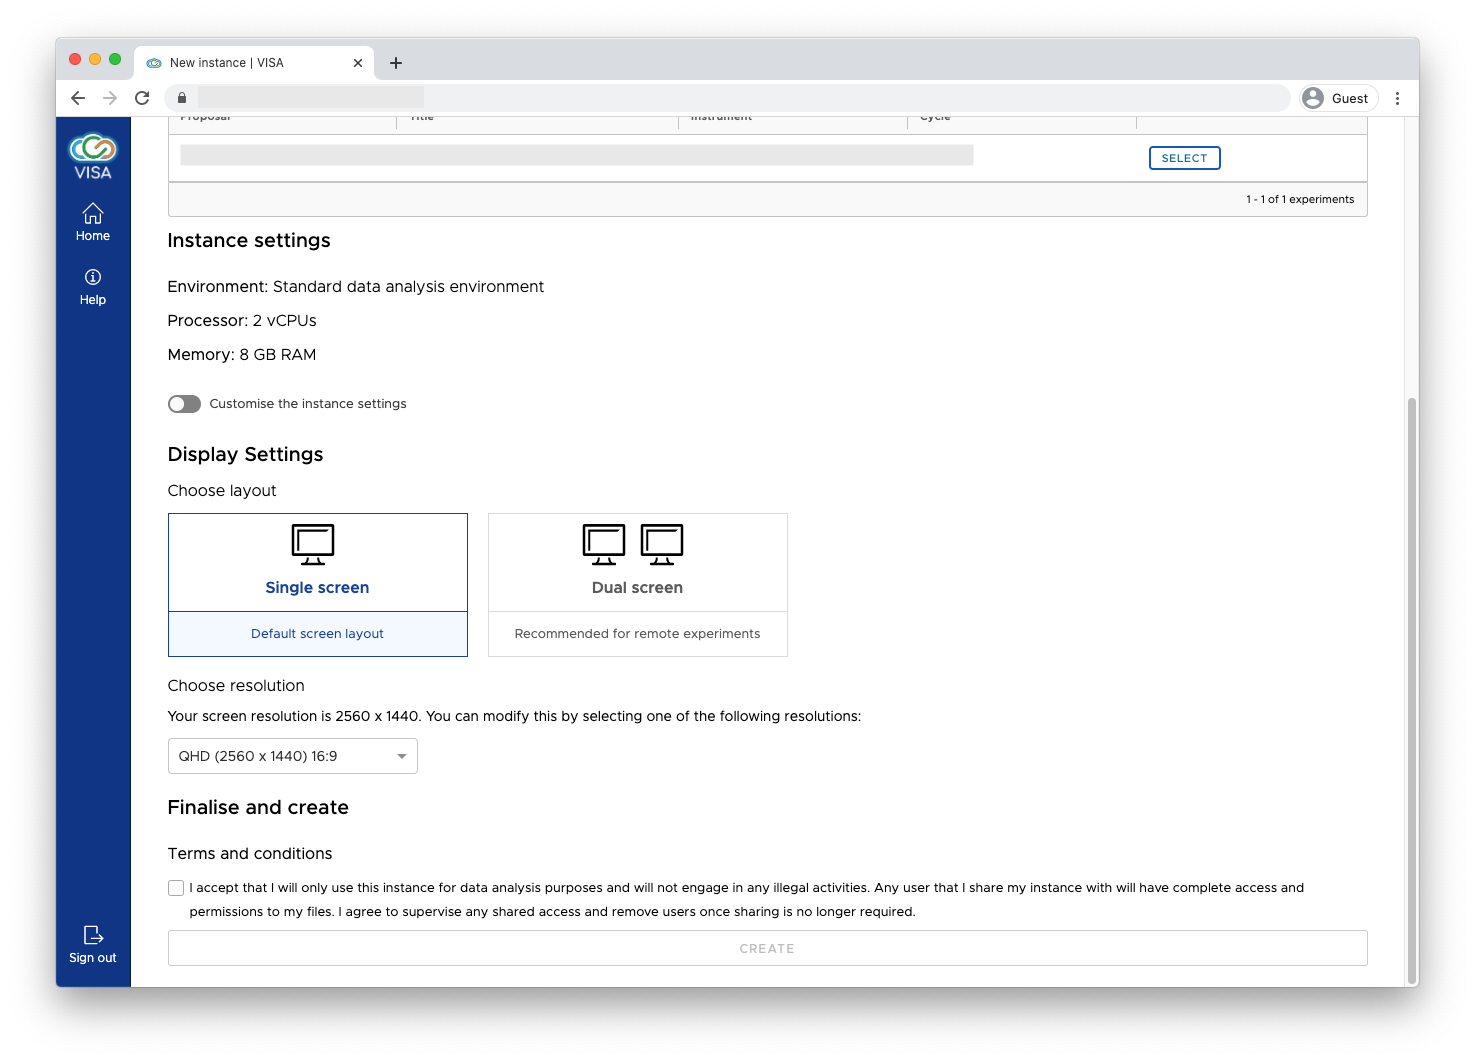 New instance | VISA
Guest
Proposal Title Instrument Cycle
SELECT
1 - 1 of 1 experiments
VISA
Home
Help
Instance settings
Environment: Standard data analysis environment
Processor: 2 vCPUs
Memory: 8 GB RAM
Customise the instance settings
Display Settings
Choose layout
Single screen
Default screen layout
Dual screen
Recommended for remote experiments
Choose resolution
Your screen resolution is 2560 x 1440. You can modify this by selecting one of the following resolutions:
QHD (2560 x 1440) 16:9
Finalise and create
Terms and conditions
I accept that I will only use this instance for data analysis purposes and will not engage in any illegal activities. Any user that I share my instance with will have complete access and
permissions to my files. I agree to supervise any shared access and remove users once sharing is no longer required.
CREATE
Sign out